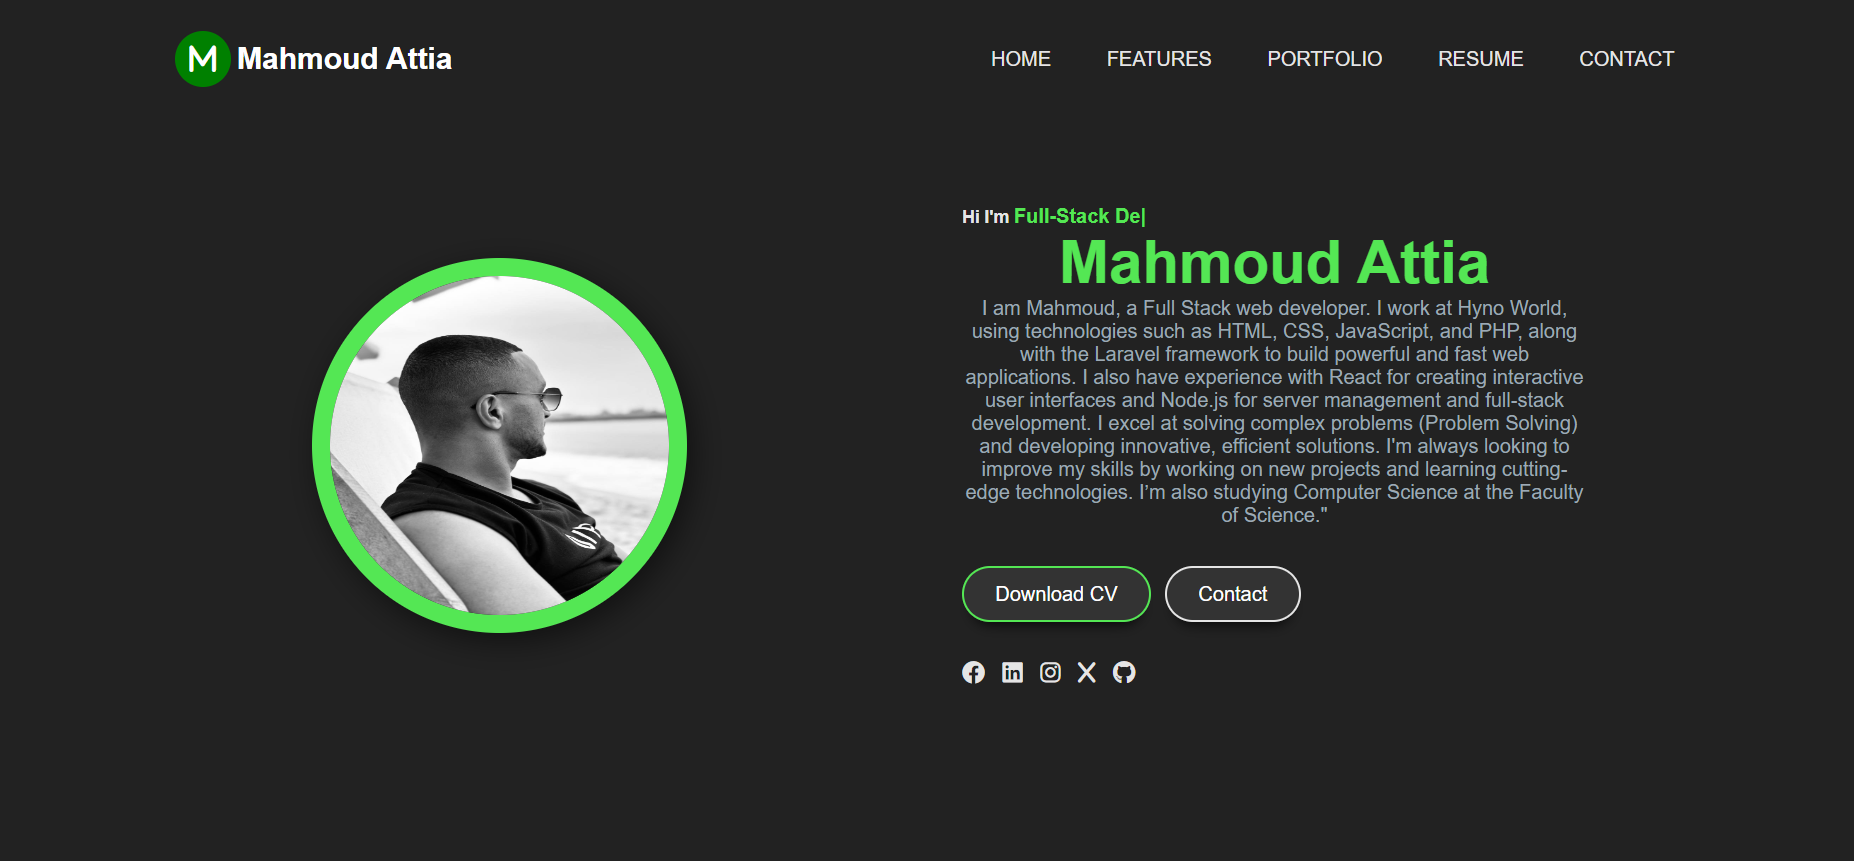 M Mahmoud Attia
HOME FEATURES PORTFOLIO RESUME CONTACT
Hi I'm Full-Stack De|
Mahmoud Attia
I am Mahmoud, a Full Stack web developer. I work at Hyno World,
using technologies such as HTML, CSS, JavaScript, and PHP, along
with the Laravel framework to build powerful and fast web
applications. I also have experience with React for creating interactive
user interfaces and Node.js for server management and full-stack
development. I excel at solving complex problems (Problem Solving)
and developing innovative, efficient solutions. I'm always looking to
improve my skills by working on new projects and learning cutting-
edge technologies. I’m also studying Computer Science at the Faculty
of Science."
Download CV
Contact